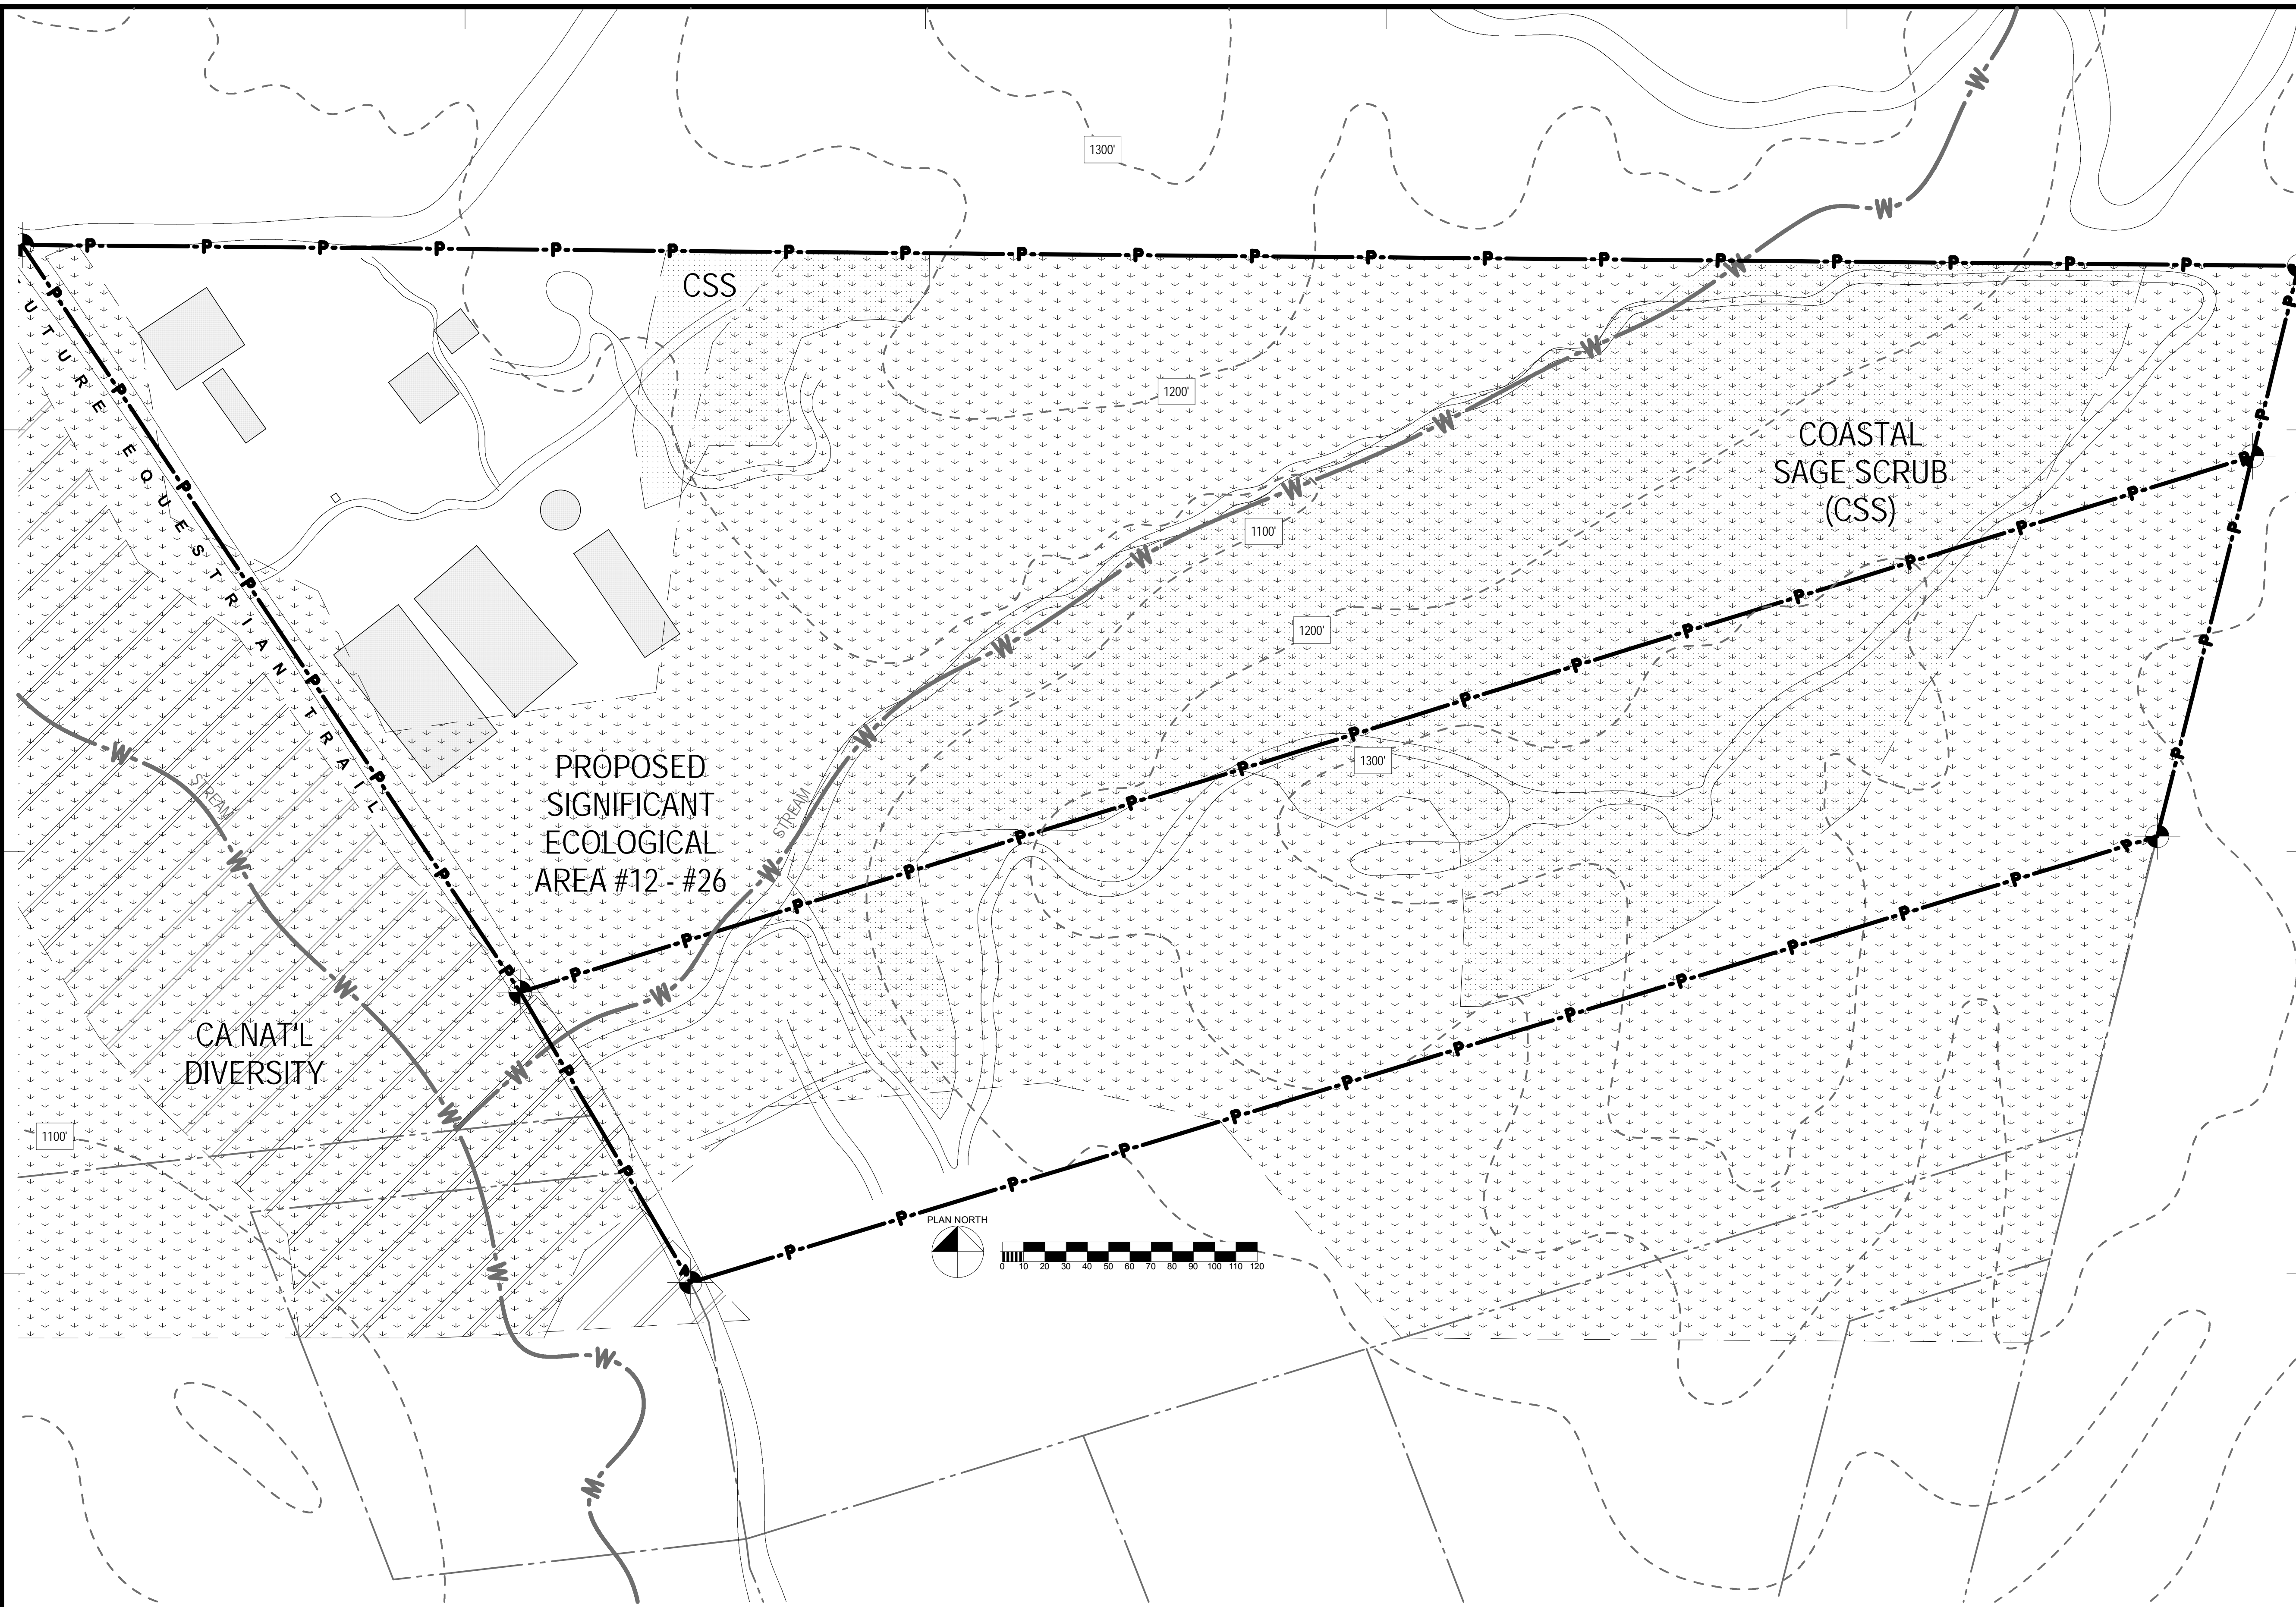 1300'
CSS
UTURE EQUESTRIAN TRAIL
1200'
COASTAL
SAGE SCRUB
(CSS)
1100'
1200'
1300'
PROPOSED
SIGNIFICANT
ECOLOGICAL
AREA #12 - #26
STREAM
STREAM
CA NAT'L
DIVERSITY
1100'
PLAN NORTH
0 10 20 30 40 50 60 70 80 90 100 110 120
P P P P P P P P P P P P P P P P P P P
P P P P P P P P P P P P
P P P P P
P P P P P P P P P P P P P P P P
P P P P P P P P P P P P P
W W W W W W W W W W W W W
W W W W W W W